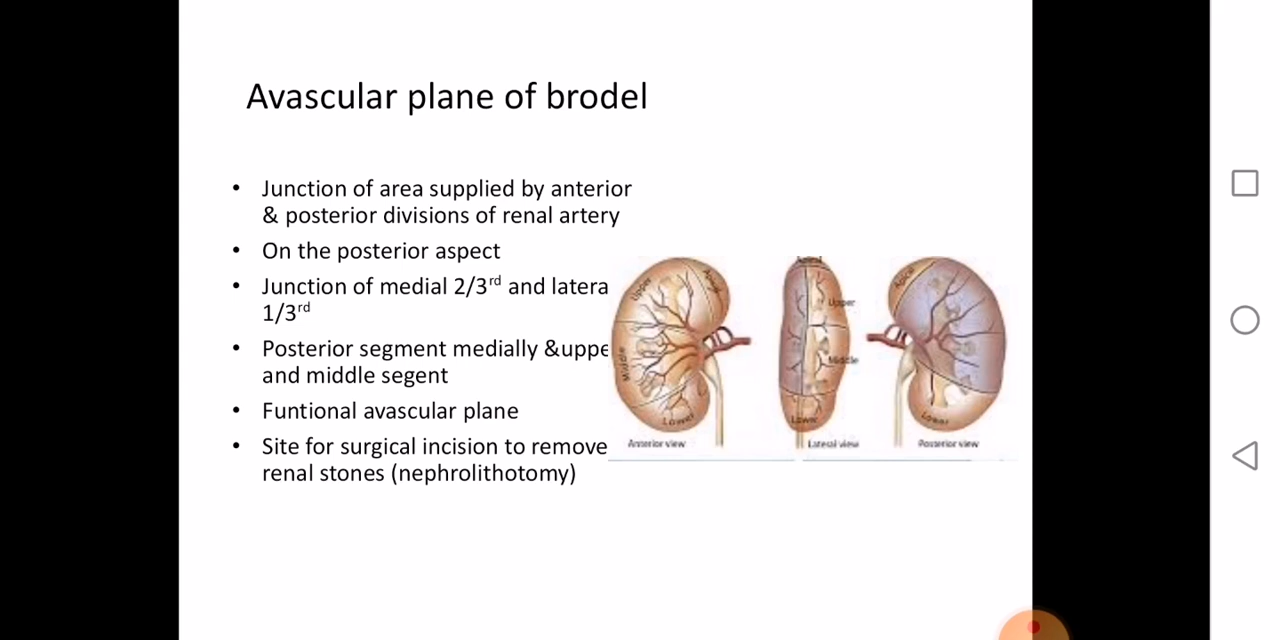 Avascular plane of brodel
• Junction of area supplied by anterior
& posterior divisions of renal artery
• On the posterior aspect
• Junction of medial 2/3rd and latera
1/3rd
• Posterior segment medially &uppe
and middle segent
• Funtional avascular plane
• Site for surgical incision to remove
renal stones (nephrolithotomy)
Upper
Apical
Middle
Lower
Anterior view
Apical
Upper
Middle
Lower
Lateral view
Apical
Lower
Posterior view